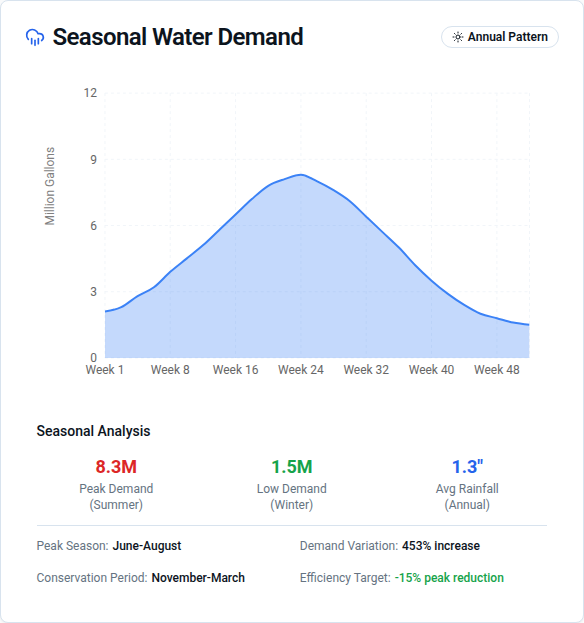 Seasonal Water Demand
Annual Pattern
Million Gallons
12
9
6
3
0
Week 1 Week 8 Week 16 Week 24 Week 32 Week 40 Week 48
Seasonal Analysis
8.3M 1.5M 1.3"
Peak Demand Low Demand Avg Rainfall
(Summer) (Winter) (Annual)
Peak Season: June-August Demand Variation: 453% increase
Conservation Period: November-March Efficiency Target: -15% peak reduction